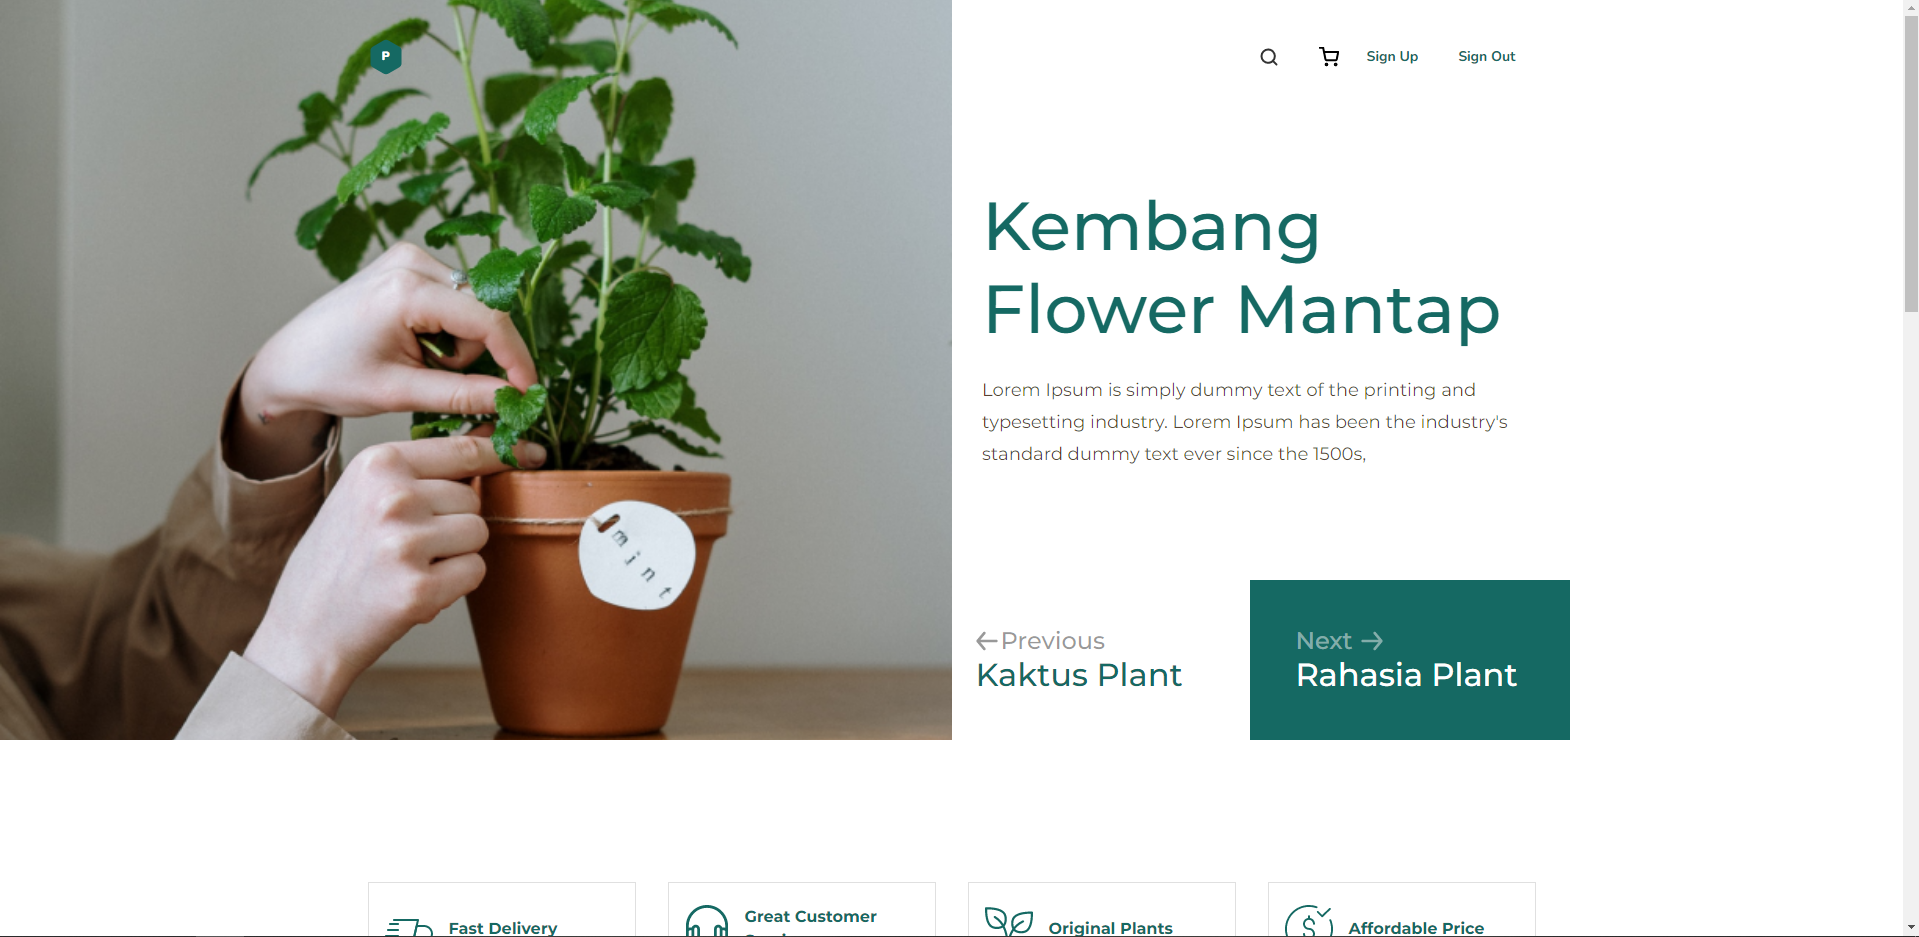 P
Sign Up
Sign Out
Kembang
Flower Mantap
Lorem Ipsum is simply dummy text of the printing and
typesetting industry. Lorem Ipsum has been the industry's
standard dummy text ever since the 1500s,
mint
Previous
Kaktus Plant
Next
Rahasia Plant
Fast Delivery
Great Customer
Original Plants
Affordable Price